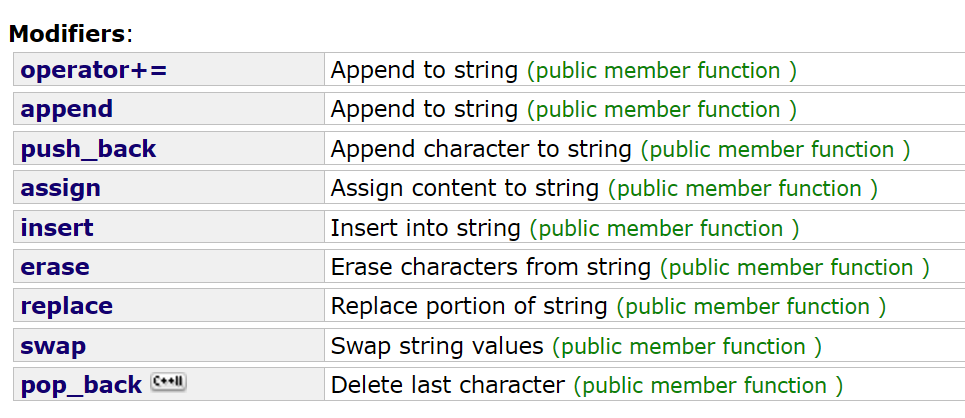 Modifiers:
operator+= Append to string (public member function )
append Append to string (public member function )
push_back Append character to string (public member function )
assign Assign content to string (public member function )
insert Insert into string (public member function )
erase Erase characters from string (public member function )
replace Replace portion of string (public member function )
swap Swap string values (public member function )
pop_back C++11 Delete last character (public member function )